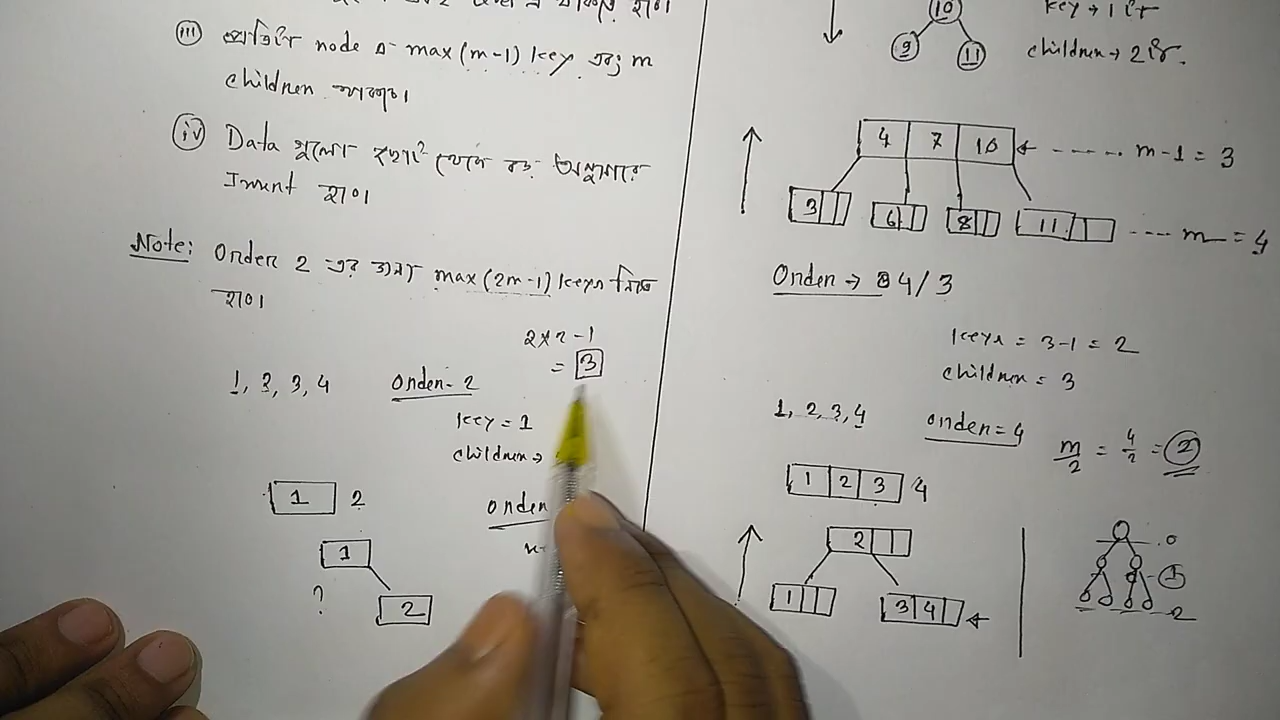 iii প্রতিটি node এ max (m-1) key এবং m
children থাকবে।
iv Data গুলো ছোট থেকে বড় অনুসারে
Insert হবে।
Note: Order 2 এর জন্য max (2m-1) keys নিতে
হবে।
2×2-1
= 3
1, 2, 3, 4 Order-2
key = 1
children →
1 2
order
1
?
2
10
9 11
key → 1 টি
children → 2 টি.
4 7 10 ← ----- m-1 = 3
3 6 8 11 ---- m = 4
Order → 4/3
keys = 3-1 = 2
children = 3
1, 2, 3, 4 order = 4
m/2 = 4/2 = 2
1 2 3 4
2
1 3 4
0
1
2